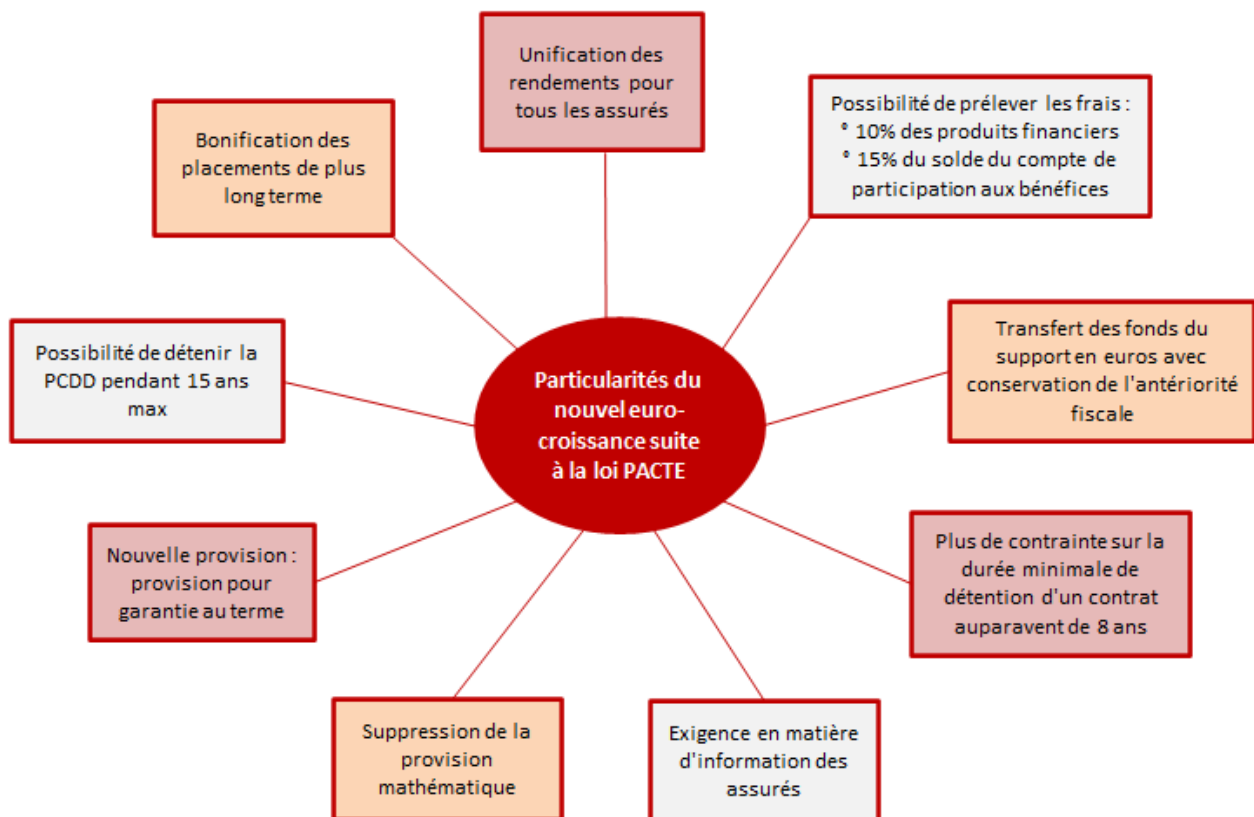 Unification des
rendements pour
tous les assurés
Possibilité de prélever les frais :
° 10% des produits financiers
° 15% du solde du compte de
participation aux bénéfices
Bonification des
placements de plus
long terme
Transfert des fonds du
support en euros avec
conservation de l'antériorité
fiscale
Possibilité de détenir la
PCDD pendant 15 ans
max
Particularités du
nouvel euro-
croissance suite
à la loi PACTE
Plus de contrainte sur la
durée minimale de
détention d'un contrat
auparavent de 8 ans
Nouvelle provision :
provision pour
garantie au terme
Suppression de la
provision
mathématique
Exigence en matière
d'information des
assurés